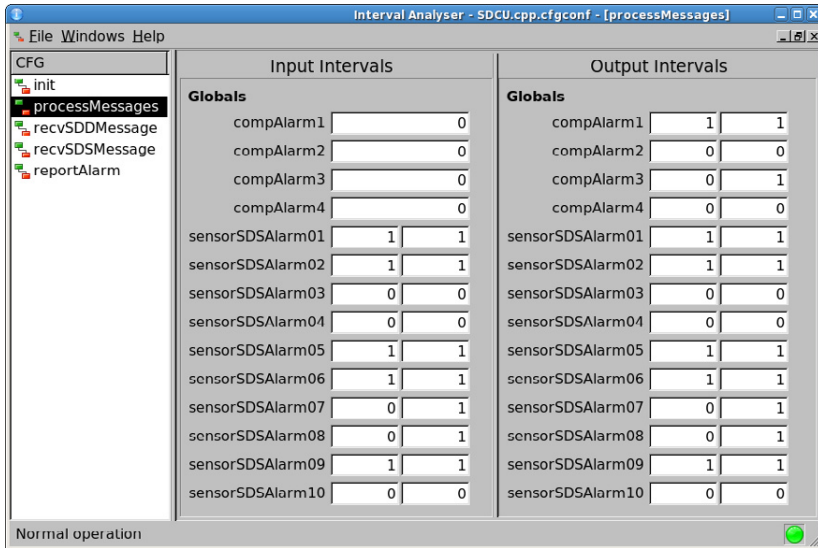 Interval Analyser - SDCU.cpp.cfgconf - [processMessages]
File Windows Help
CFG
init
processMessages
recvSDDMessage
recvSDSMessage
reportAlarm
Input Intervals
Globals
compAlarm1 0
compAlarm2 0
compAlarm3 0
compAlarm4 0
sensorSDSAlarm01 1 1
sensorSDSAlarm02 1 1
sensorSDSAlarm03 0 0
sensorSDSAlarm04 0 0
sensorSDSAlarm05 1 1
sensorSDSAlarm06 1 1
sensorSDSAlarm07 0 1
sensorSDSAlarm08 0 1
sensorSDSAlarm09 1 1
sensorSDSAlarm10 0 0
Output Intervals
Globals
compAlarm1 1 1
compAlarm2 0 0
compAlarm3 0 1
compAlarm4 0 0
sensorSDSAlarm01 1 1
sensorSDSAlarm02 1 1
sensorSDSAlarm03 0 0
sensorSDSAlarm04 0 0
sensorSDSAlarm05 1 1
sensorSDSAlarm06 1 1
sensorSDSAlarm07 0 1
sensorSDSAlarm08 0 1
sensorSDSAlarm09 1 1
sensorSDSAlarm10 0 0
Normal operation